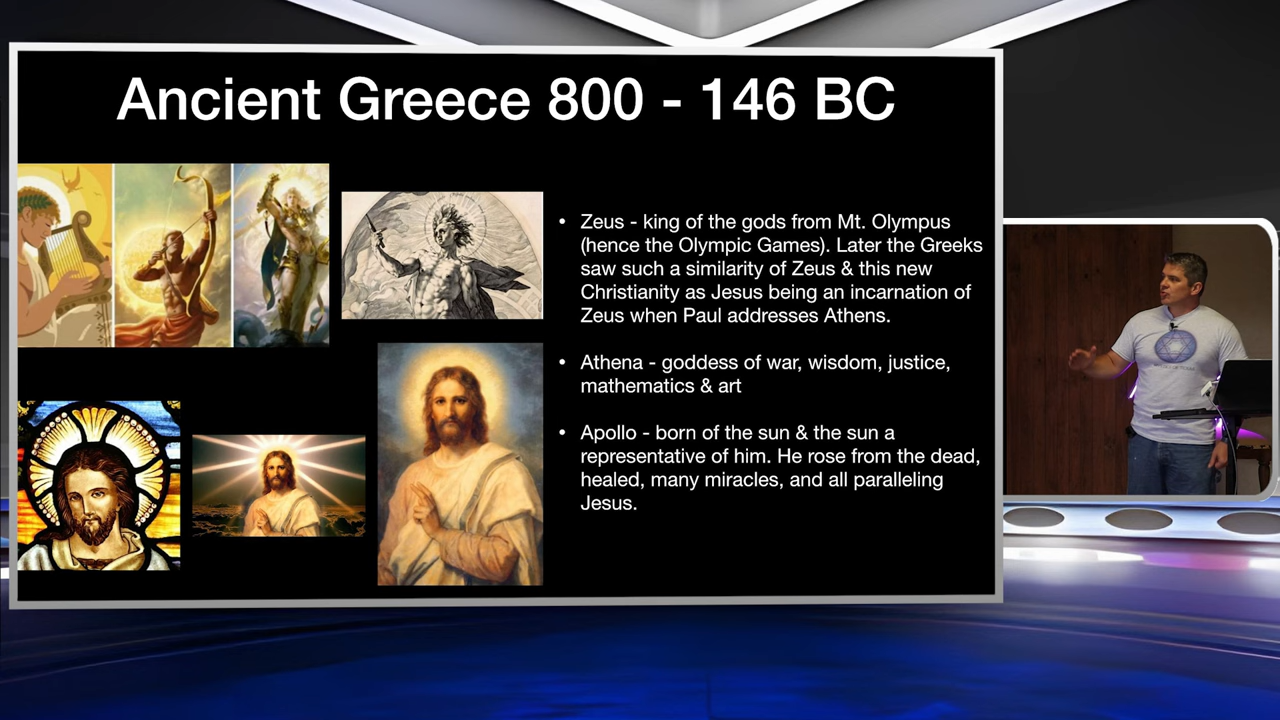 Ancient Greece 800 - 146 BC
• Zeus - king of the gods from Mt. Olympus
(hence the Olympic Games). Later the Greeks
saw such a similarity of Zeus & this new
Christianity as Jesus being an incarnation of
Zeus when Paul addresses Athens.
• Athena - goddess of war, wisdom, justice,
mathematics & art
• Apollo - born of the sun & the sun a
representative of him. He rose from the dead,
healed, many miracles, and all paralleling
Jesus.